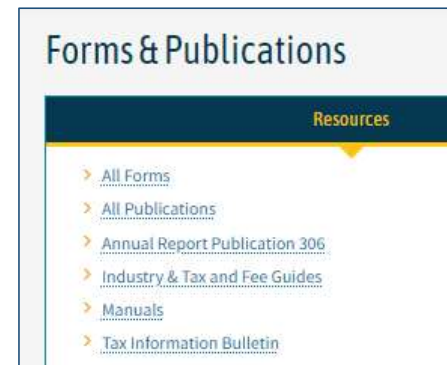 Forms & Publications
Resources
All Forms
All Publications
Annual Report Publication 306
Industry & Tax and Fee Guides
Manuals
Tax Information Bulletin